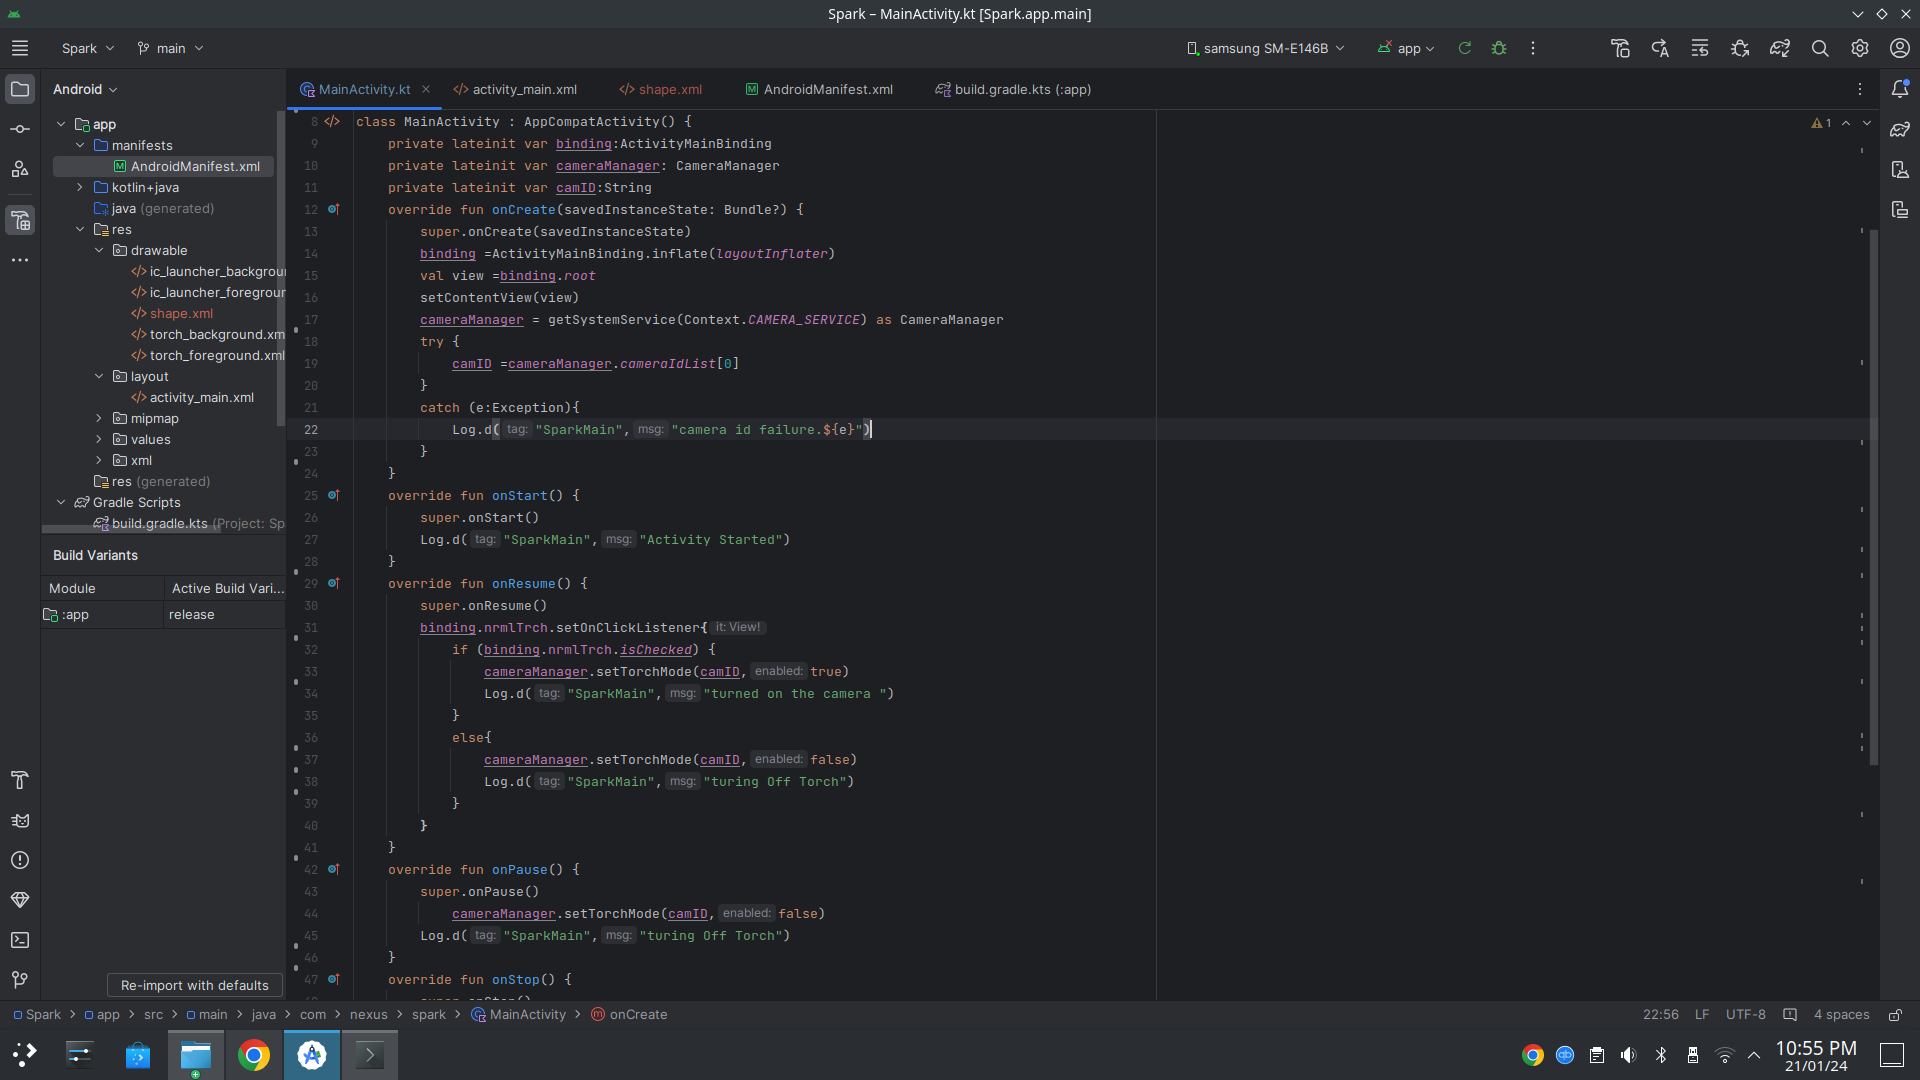 Spark – MainActivity.kt [Spark.app.main]
Spark
main
samsung SM-E146B
app
Android
MainActivity.kt
activity_main.xml
shape.xml
AndroidManifest.xml
build.gradle.kts (:app)
app
manifests
AndroidManifest.xml
kotlin+java
java (generated)
res
drawable
ic_launcher_backgrou
ic_launcher_foregrour
shape.xml
torch_background.xm
torch_foreground.xml
layout
activity_main.xml
mipmap
values
xml
res (generated)
Gradle Scripts
build.gradle.kts (Project: Sp
Build Variants
Module Active Build Vari...
:app release
Re-import with defaults
1
8 class MainActivity : AppCompatActivity() {
9 private lateinit var binding:ActivityMainBinding
10 private lateinit var cameraManager: CameraManager
11 private lateinit var camID:String
12 override fun onCreate(savedInstanceState: Bundle?) {
13 super.onCreate(savedInstanceState)
14 binding =ActivityMainBinding.inflate(layoutInflater)
15 val view =binding.root
16 setContentView(view)
17 cameraManager = getSystemService(Context.CAMERA_SERVICE) as CameraManager
18 try {
19 camID =cameraManager.cameraIdList[0]
20 }
21 catch (e:Exception){
22 Log.d( tag: "SparkMain", msg: "camera id failure.${e}")
23 }
24 }
25 override fun onStart() {
26 super.onStart()
27 Log.d( tag: "SparkMain", msg: "Activity Started")
28 }
29 override fun onResume() {
30 super.onResume()
31 binding.nrmlTrch.setOnClickListener{ it: View!
32 if (binding.nrmlTrch.isChecked) {
33 cameraManager.setTorchMode(camID, enabled: true)
34 Log.d( tag: "SparkMain", msg: "turned on the camera ")
35 }
36 else{
37 cameraManager.setTorchMode(camID, enabled: false)
38 Log.d( tag: "SparkMain", msg: "turing Off Torch")
39 }
40 }
41 }
42 override fun onPause() {
43 super.onPause()
44 cameraManager.setTorchMode(camID, enabled: false)
45 Log.d( tag: "SparkMain", msg: "turing Off Torch")
46 }
47 override fun onStop() {
Spark > app > src > main > java > com > nexus > spark > MainActivity > onCreate
22:56 LF UTF-8 4 spaces
10:55 PM
21/01/24